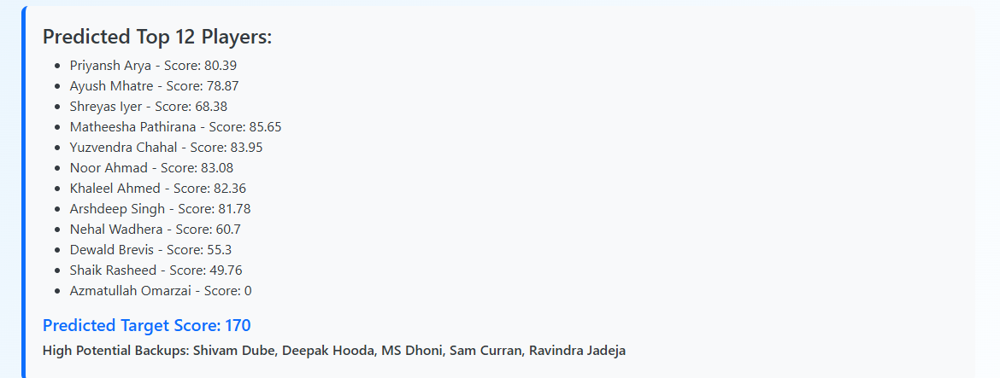 Predicted Top 12 Players:
Priyansh Arya - Score: 80.39
Ayush Mhatre - Score: 78.87
Shreyas Iyer - Score: 68.38
Matheesha Pathirana - Score: 85.65
Yuzvendra Chahal - Score: 83.95
Noor Ahmad - Score: 83.08
Khaleel Ahmed - Score: 82.36
Arshdeep Singh - Score: 81.78
Nehal Wadhera - Score: 60.7
Dewald Brevis - Score: 55.3
Shaik Rasheed - Score: 49.76
Azmatullah Omarzai - Score: 0
Predicted Target Score: 170
High Potential Backups: Shivam Dube, Deepak Hooda, MS Dhoni, Sam Curran, Ravindra Jadeja